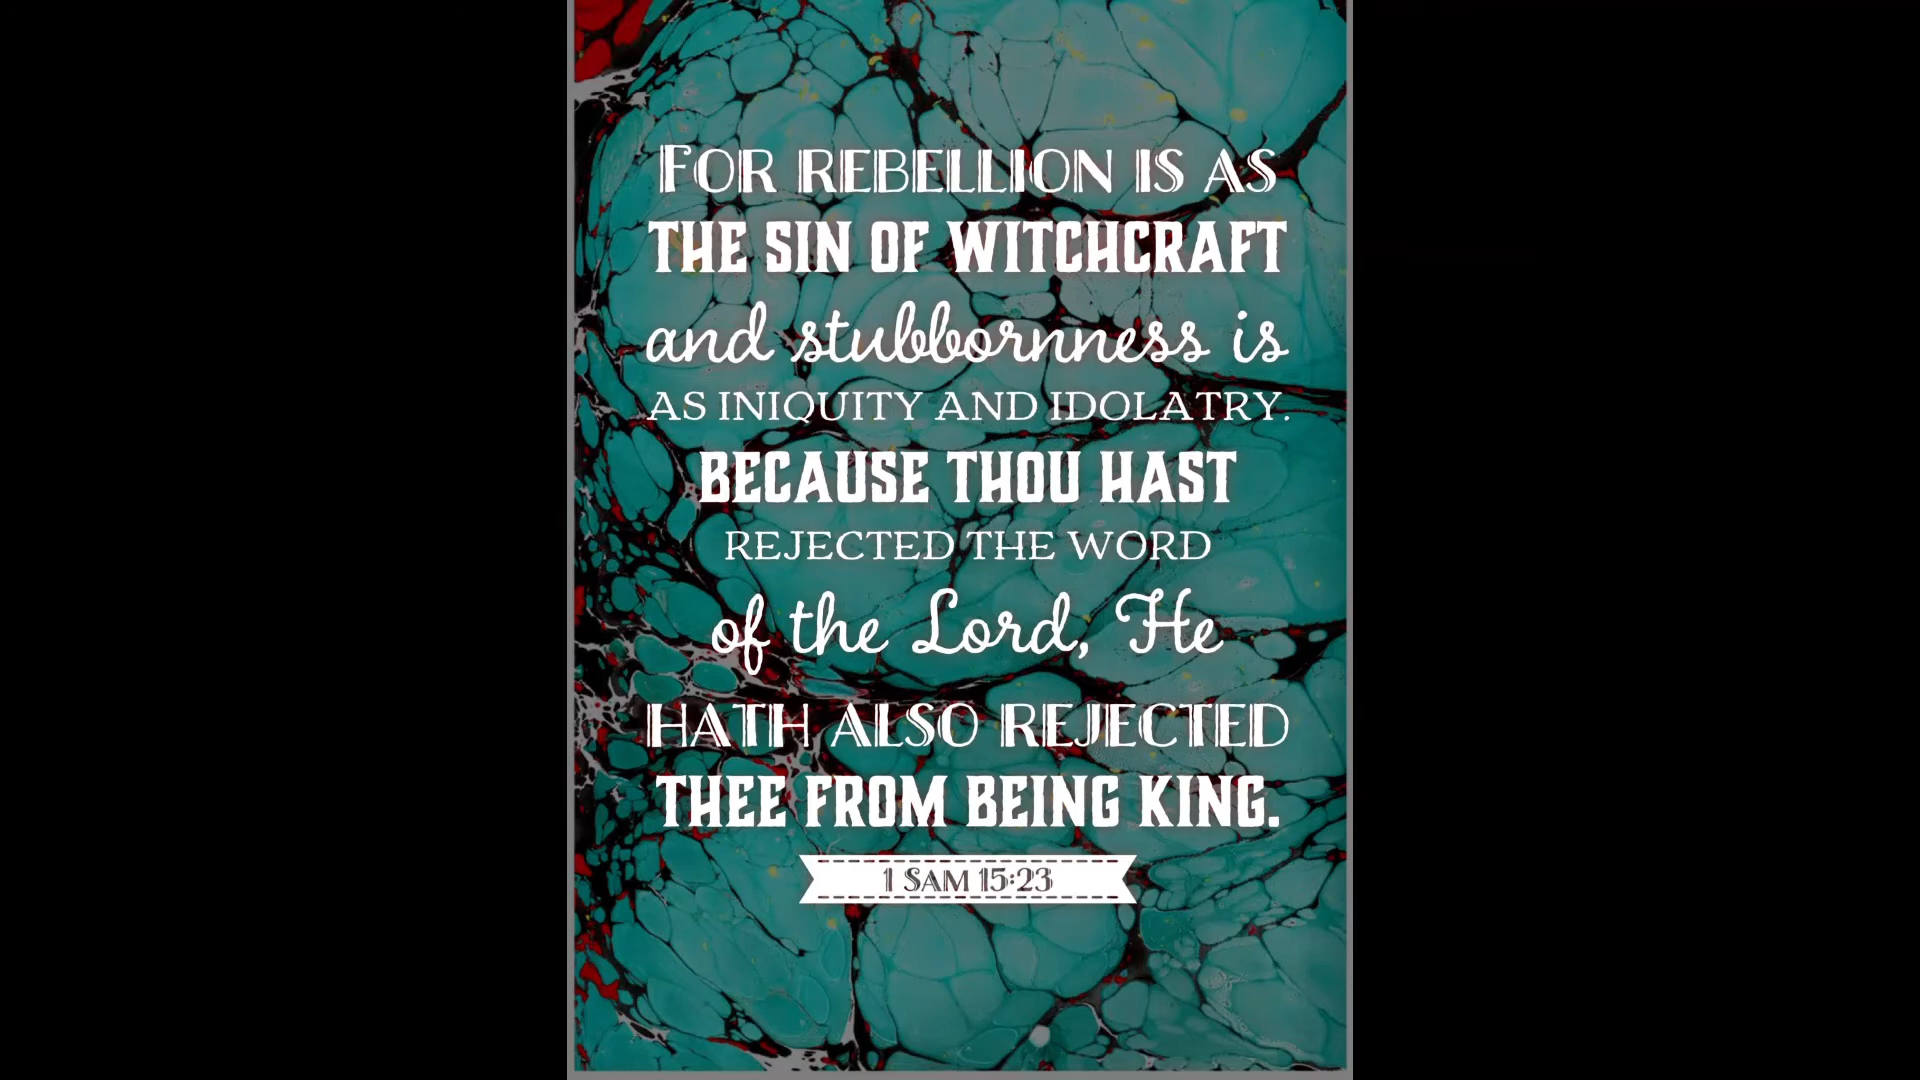 FOR REBELLION IS AS
THE SIN OF WITCHCRAFT
and stubbornness is
AS INIQUITY AND IDOLATRY.
BECAUSE THOU HAST
REJECTED THE WORD
of the Lord, He
HATH ALSO REJECTED
THEE FROM BEING KING.
1 SAM 15:23